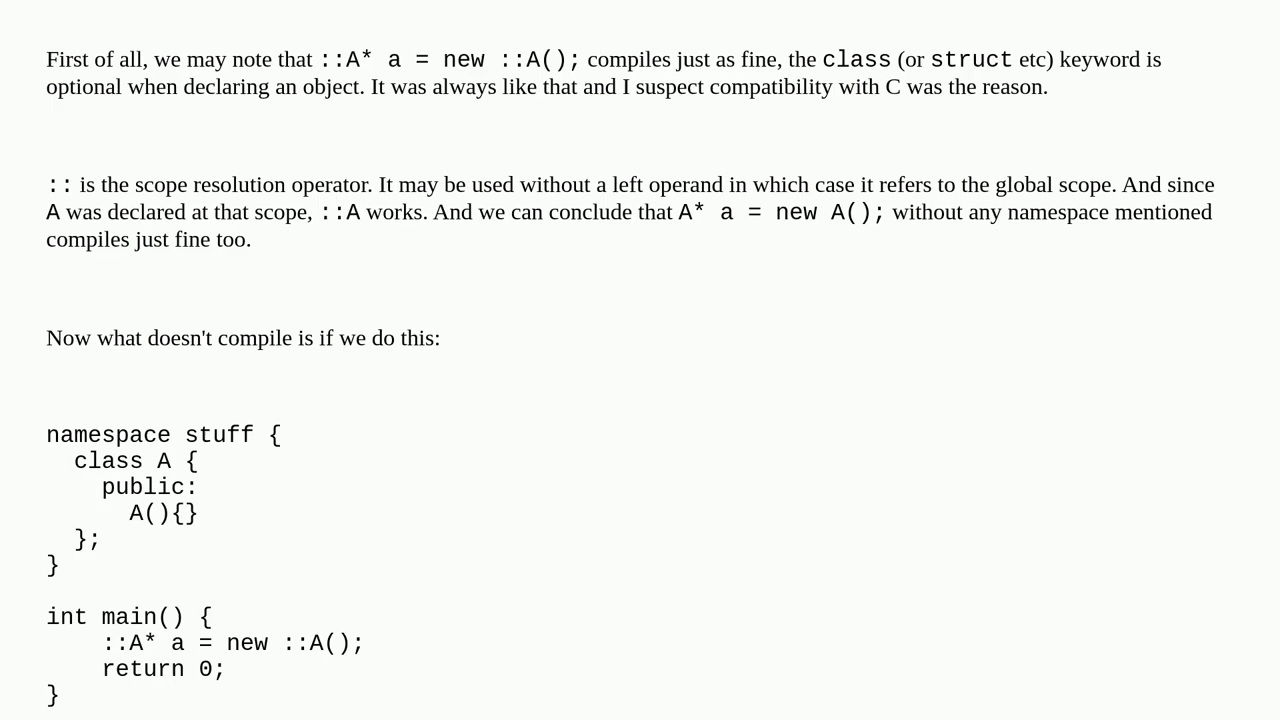 First of all, we may note that ::A* a = new ::A(); compiles just as fine, the class (or struct etc) keyword is
optional when declaring an object. It was always like that and I suspect compatibility with C was the reason.
:: is the scope resolution operator. It may be used without a left operand in which case it refers to the global scope. And since
A was declared at that scope, ::A works. And we can conclude that A* a = new A(); without any namespace mentioned
compiles just fine too.
Now what doesn't compile is if we do this:
namespace stuff {
  class A {
    public:
      A(){}
  };
}
int main() {
    ::A* a = new ::A();
    return 0;
}